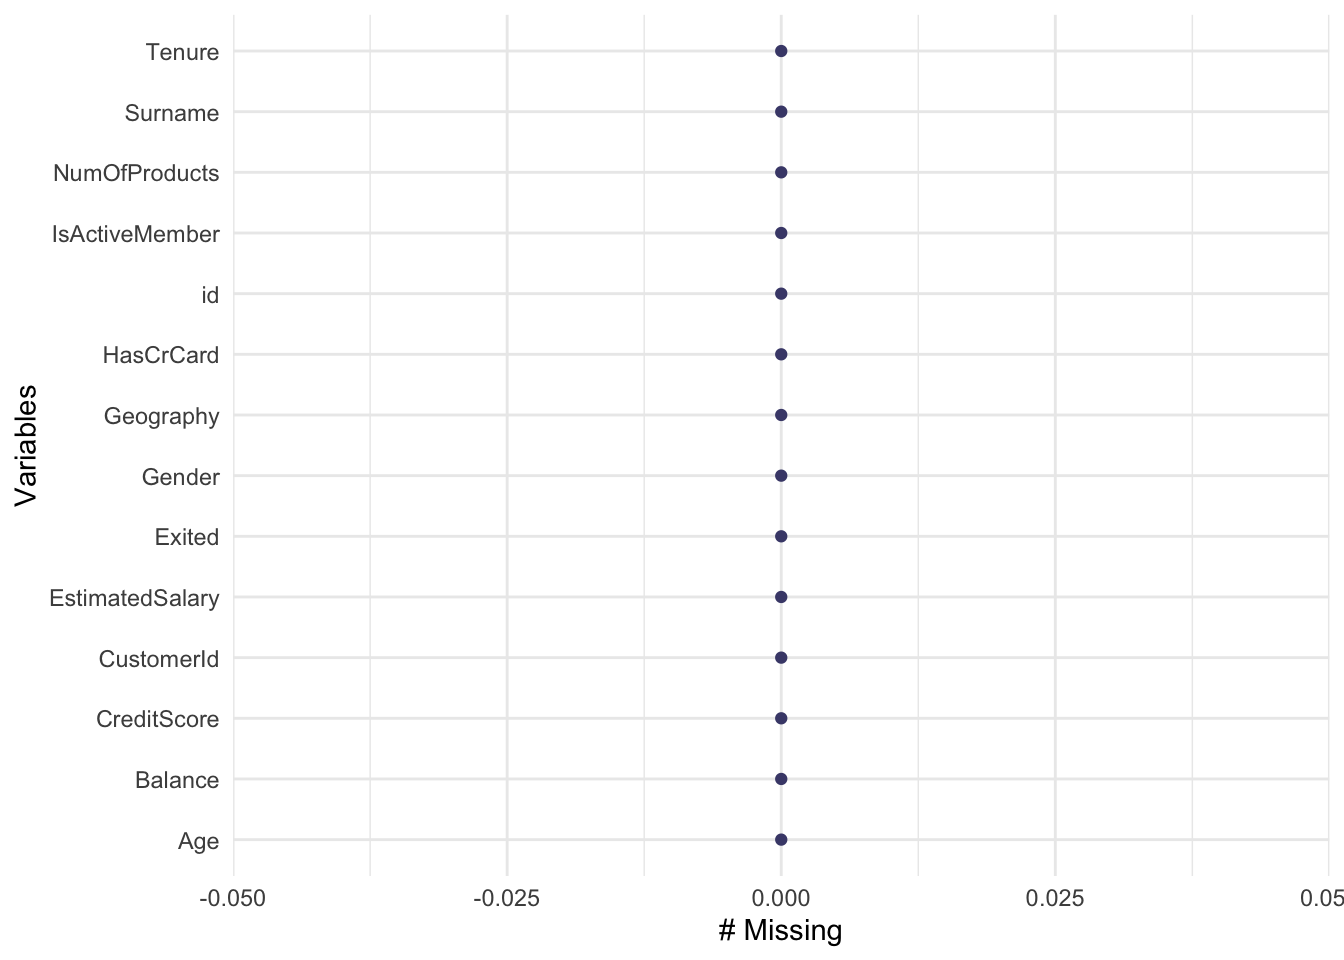 Tenure
Surname
NumOfProducts
IsActiveMember
id
HasCrCard
Geography
Gender
Exited
EstimatedSalary
CustomerId
CreditScore
Balance
Age
Variables
-0.050
-0.025
0.000
0.025
0.05
# Missing